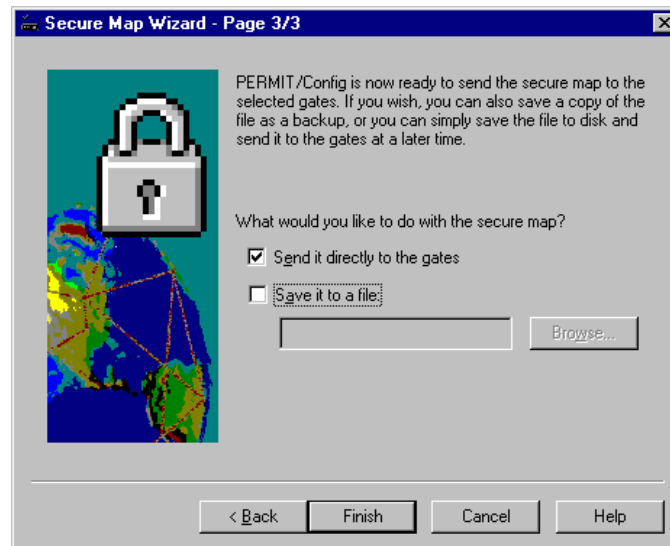 Secure Map Wizard - Page 3/3
PERMIT/Config is now ready to send the secure map to the
selected gates. If you wish, you can also save a copy of the
file as a backup, or you can simply save the file to disk and
send it to the gates at a later time.
What would you like to do with the secure map?
Send it directly to the gates
Save it to a file:
Browse...
< Back
Finish
Cancel
Help